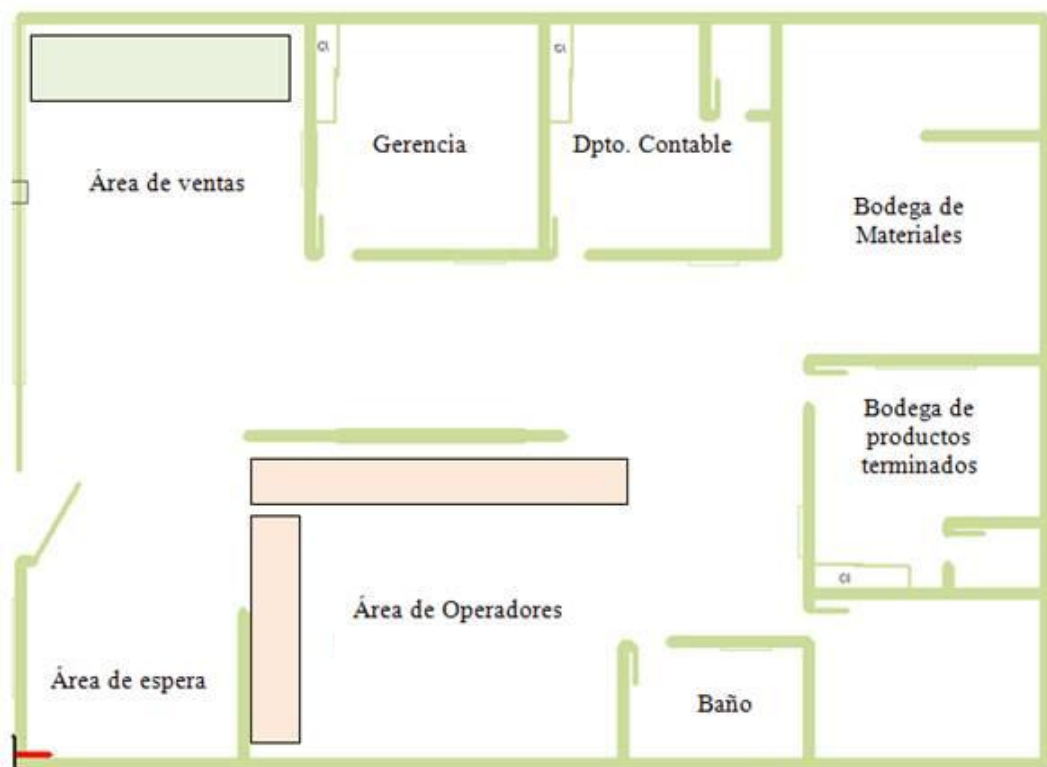 Gerencia
Dpto. Contable
Área de ventas
Bodega de
Materiales
Bodega de
productos
terminados
Área de Operadores
Área de espera
Baño